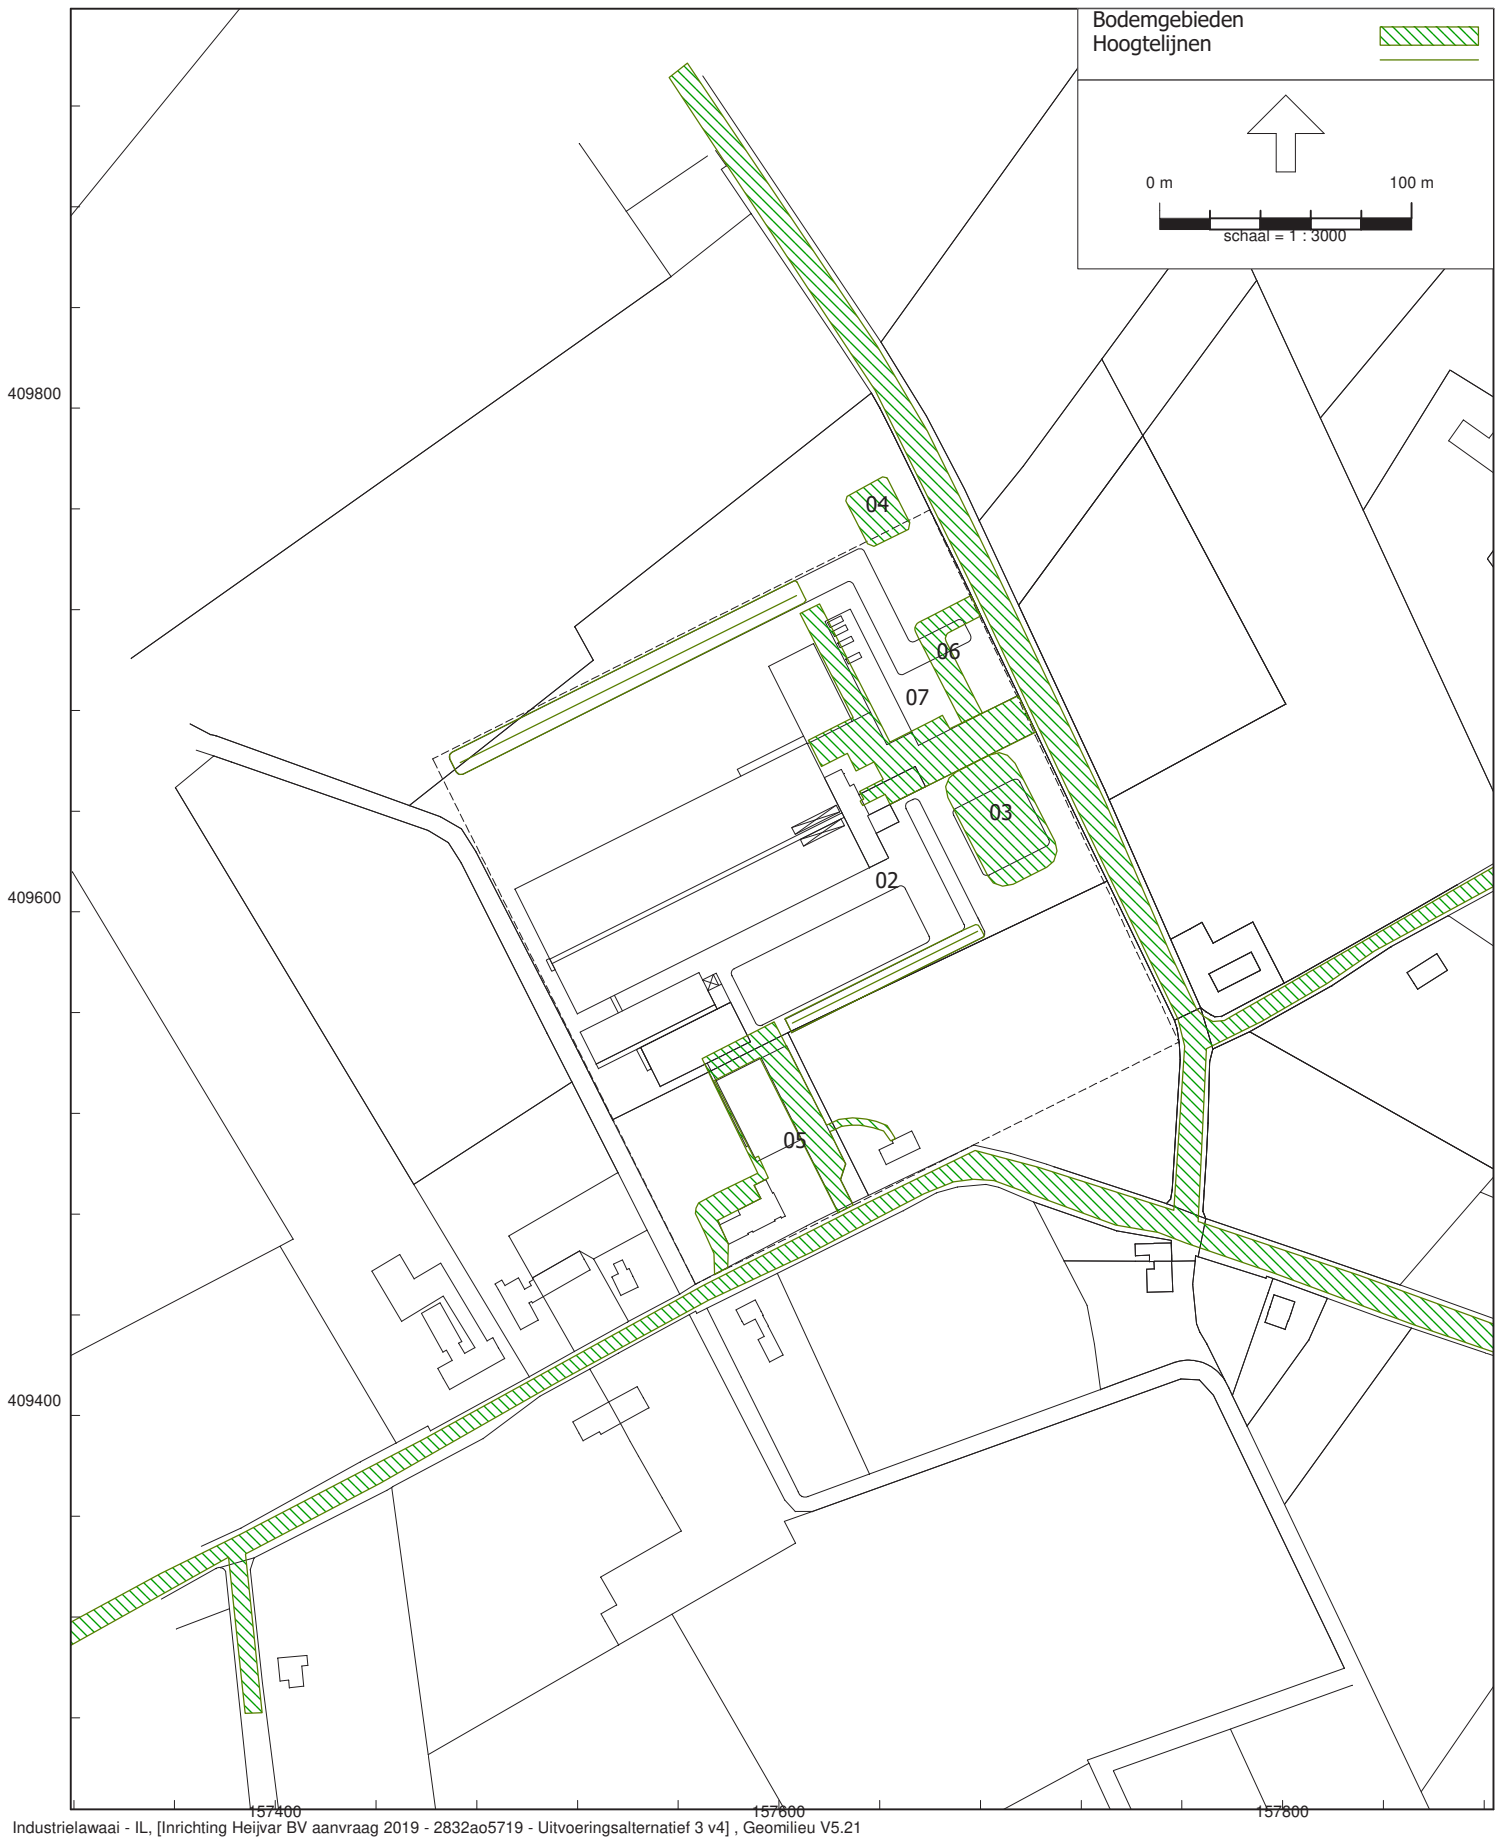 Bodemgebieden
Hoogtelijnen
0 m 100 m
schaal = 1 : 3000
409800
04
06
07
03
409600
02
05
409400
157400 157600 157800
Industrielawaai - IL, [Inrichting Heijvar BV aanvraag 2019 - 2832ao5719 - Uitvoeringsalternatief 3 v4] , Geomilieu V5.21